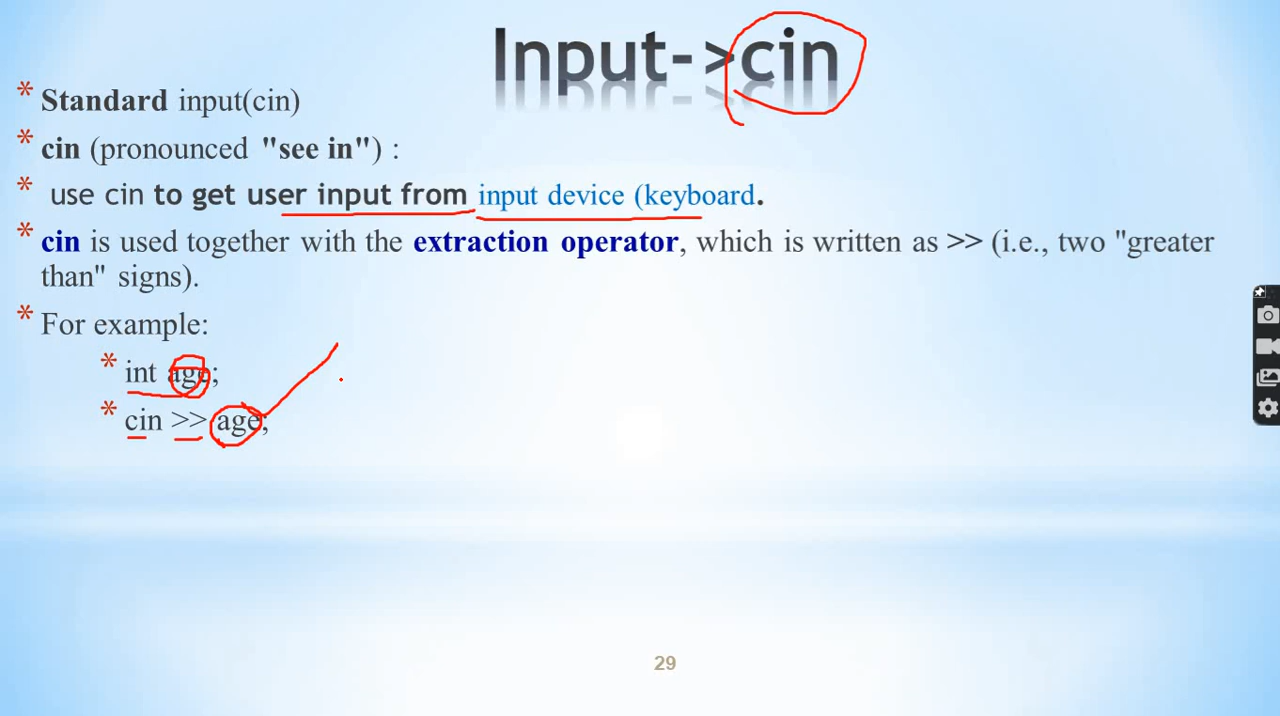 Input->cin
* Standard input(cin)
* cin (pronounced "see in") :
* use cin to get user input from input device (keyboard.
* cin is used together with the extraction operator, which is written as >> (i.e., two "greater
than" signs).
* For example:
* int age;
* cin >> age;
29